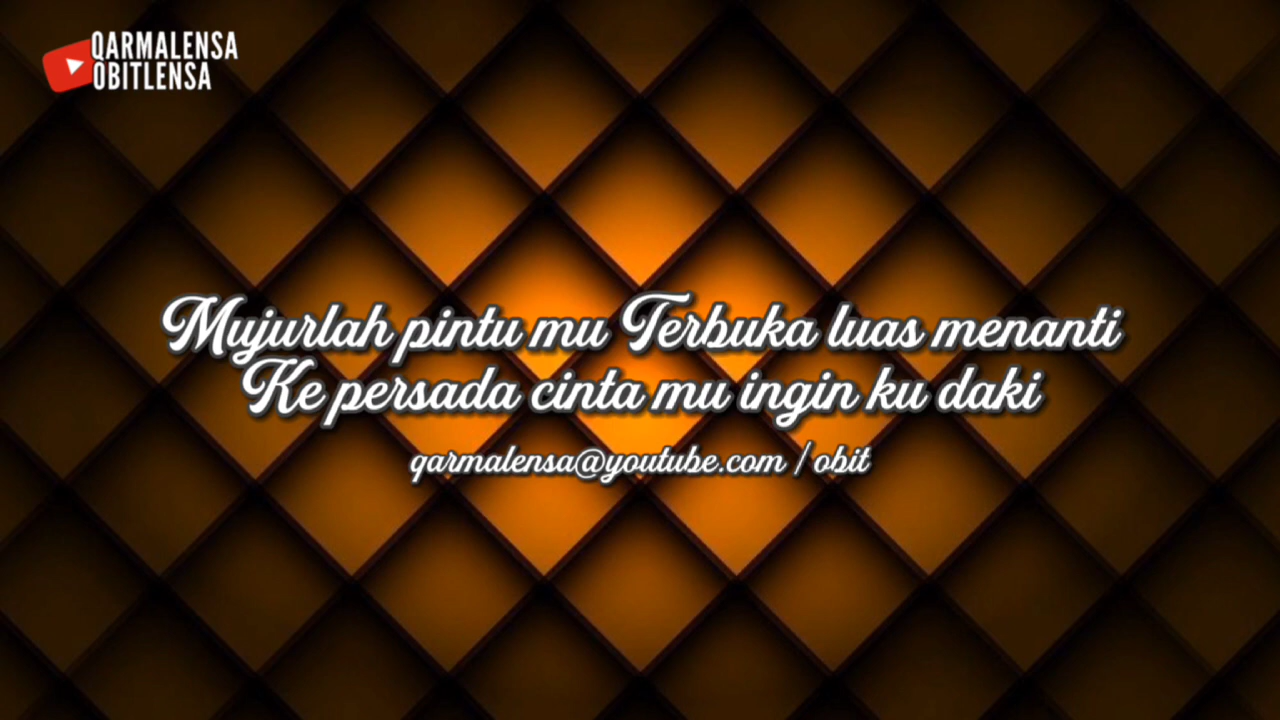 QARMALENSA
OBITLENSA
Mujurlah pintu mu Terbuka luas menanti
Ke persada cinta mu ingin ku daki
qarmalensa@youtube.com / obit